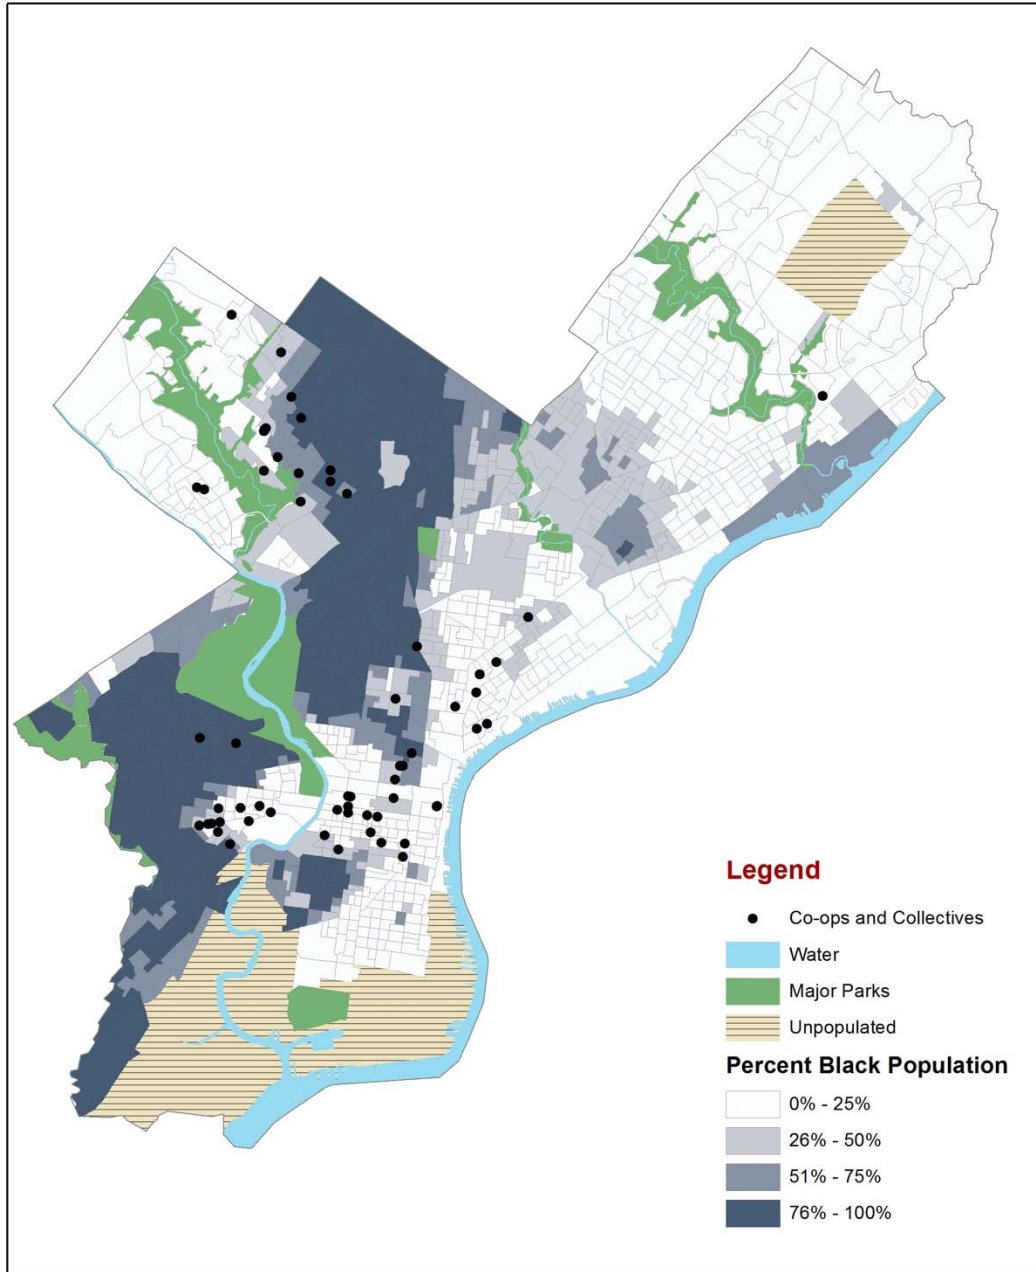 Legend
Co-ops and Collectives
Water
Major Parks
Unpopulated
Percent Black Population
0% - 25%
26% - 50%
51% - 75%
76% - 100%